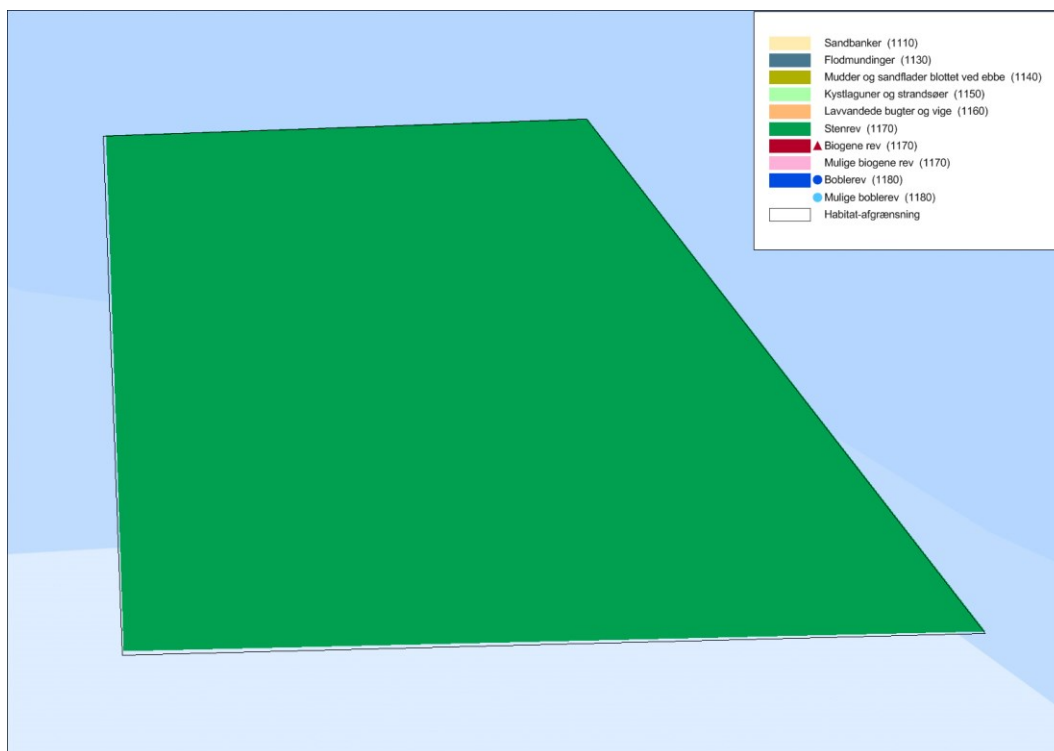 Sandbanker (1110)
Flodmundinger (1130)
Mudder og sandflader blottet ved ebbe (1140)
Kystlaguner og strandsøer (1150)
Lavvandede bugter og vige (1160)
Stenrev (1170)
Biogene rev (1170)
Mulige biogene rev (1170)
Boblerev (1180)
Mulige boblerev (1180)
Habitat-afgrænsning